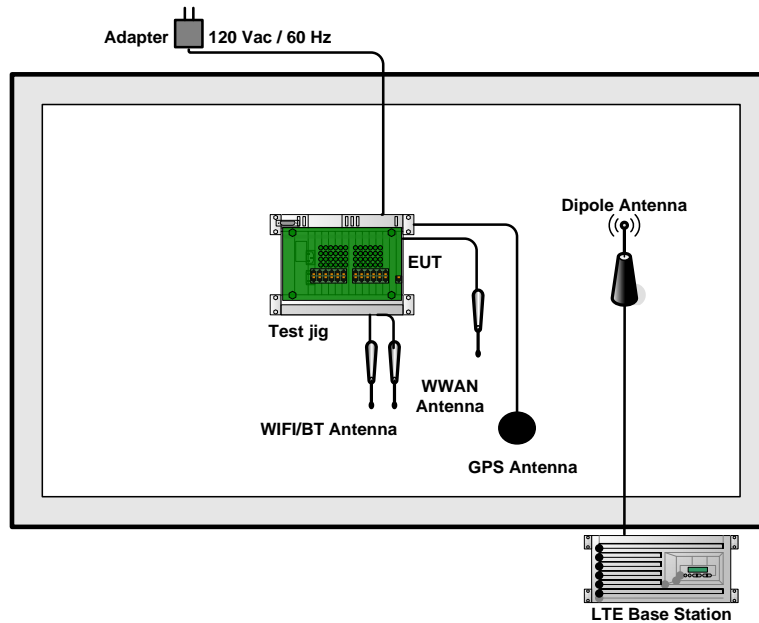 Adapter 120 Vac / 60 Hz
Dipole Antenna
EUT
Test jig
WWAN
Antenna
WIFI/BT Antenna
GPS Antenna
LTE Base Station